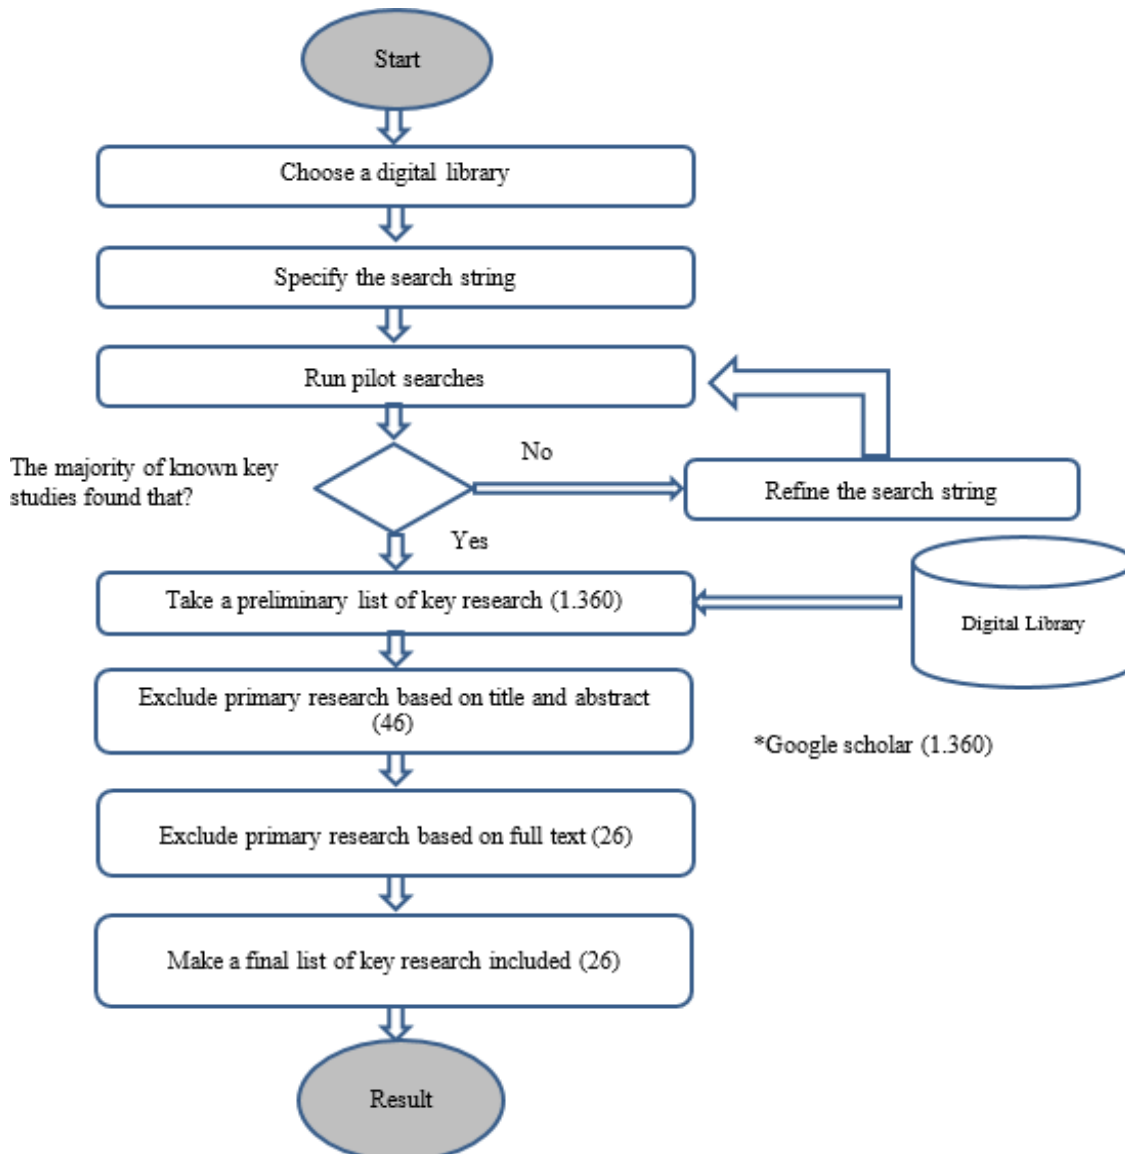 Start
Choose a digital library
Specify the search string
Run pilot searches
No
The majority of known key
studies found that?
Refine the search string
Yes
Take a preliminary list of key research (1.360)
Digital Library
Exclude primary research based on title and abstract
(46)
*Google scholar (1.360)
Exclude primary research based on full text (26)
Make a final list of key research included (26)
Result